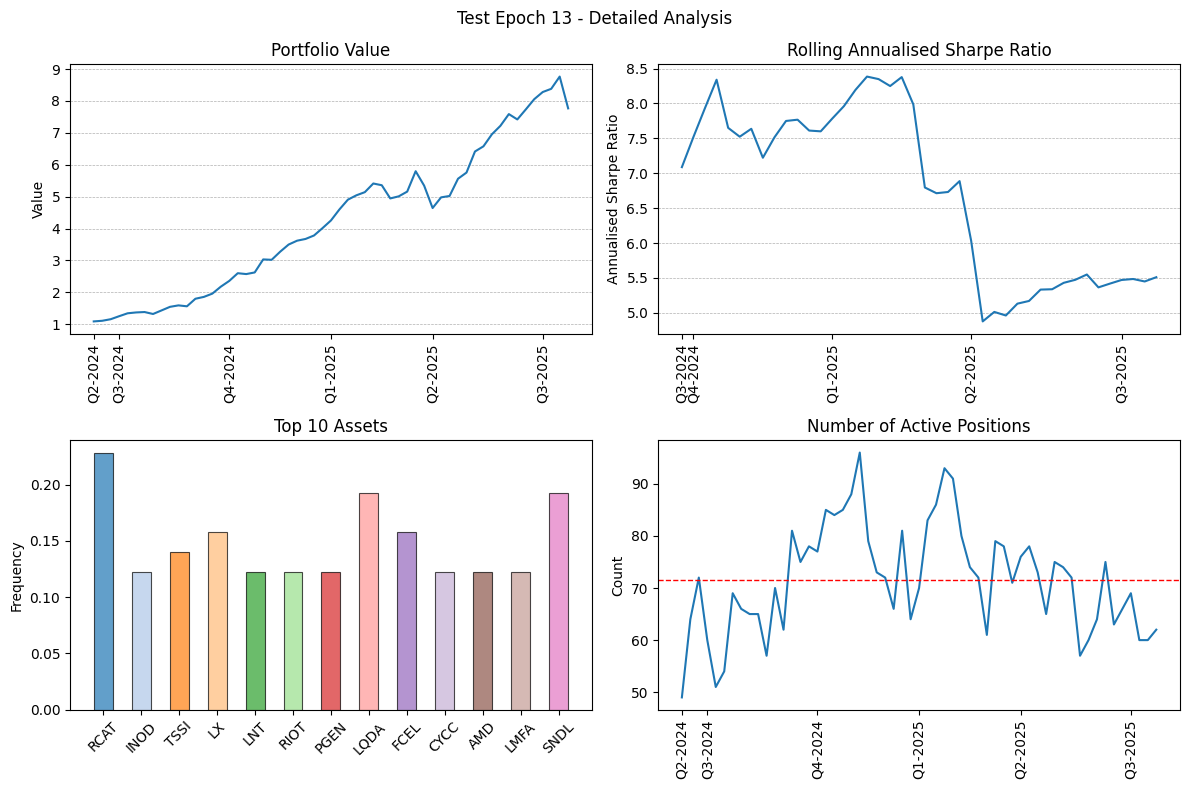 Test Epoch 13 - Detailed Analysis
Portfolio Value
Value
9
8
7
6
5
4
3
2
1
Q2-2024
Q3-2024
Q4-2024
Q1-2025
Q2-2025
Q3-2025
Rolling Annualised Sharpe Ratio
Annualised Sharpe Ratio
8.5
8.0
7.5
7.0
6.5
6.0
5.5
5.0
Q3-2024
Q4-2024
Q1-2025
Q2-2025
Q3-2025
Top 10 Assets
Frequency
0.20
0.15
0.10
0.05
0.00
RCAT
INOD
TSSI
LX
LNT
RIOT
PGEN
LQDA
FCEL
CYCC
AMD
LMFA
SNDL
Number of Active Positions
Count
90
80
70
60
50
Q2-2024
Q3-2024
Q4-2024
Q1-2025
Q2-2025
Q3-2025